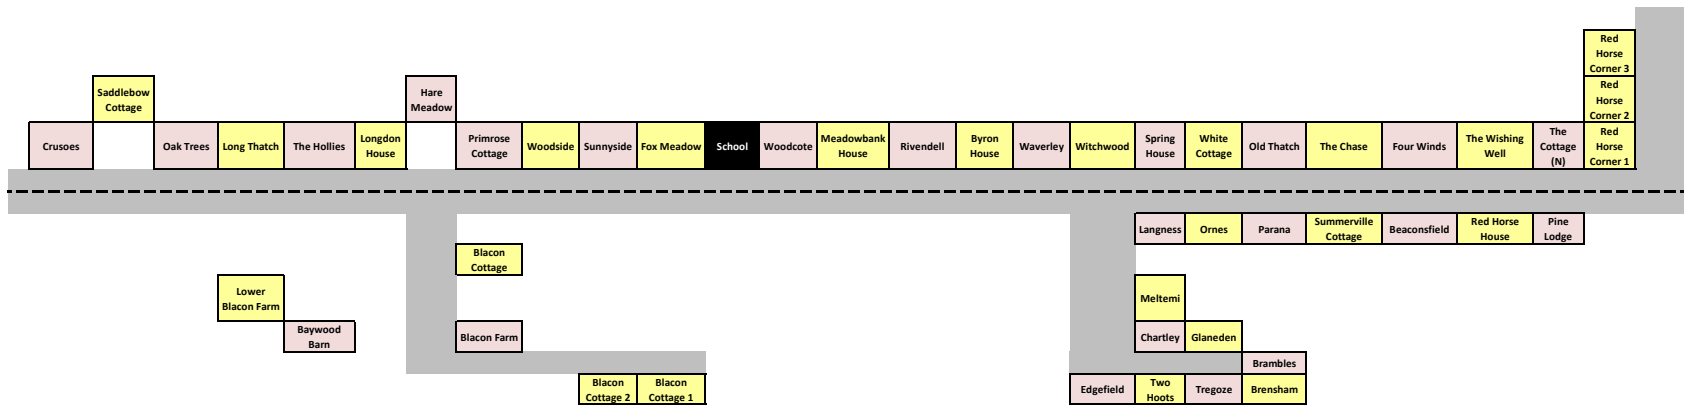 Red
Horse
Corner 3
Saddlebow
Cottage
Hare
Meadow
Red
Horse
Corner 2
Crusoes
Oak Trees
Long Thatch
The Hollies
Longdon
House
Primrose
Cottage
Woodside
Sunnyside
Fox Meadow
School
Woodcote
Meadowbank
House
Rivendell
Byron
House
Waverley
Witchwood
Spring
House
White
Cottage
Old Thatch
The Chase
Four Winds
The Wishing
Well
The
Cottage
(N)
Red
Horse
Corner 1
Langness
Ornes
Parana
Summerville
Cottage
Beaconsfield
Red Horse
House
Pine
Lodge
Blacon
Cottage
Lower
Blacon Farm
Meltemi
Baywood
Barn
Blacon Farm
Chartley
Glaneden
Brambles
Blacon
Cottage 2
Blacon
Cottage 1
Edgefield
Two
Hoots
Tregoze
Brensham